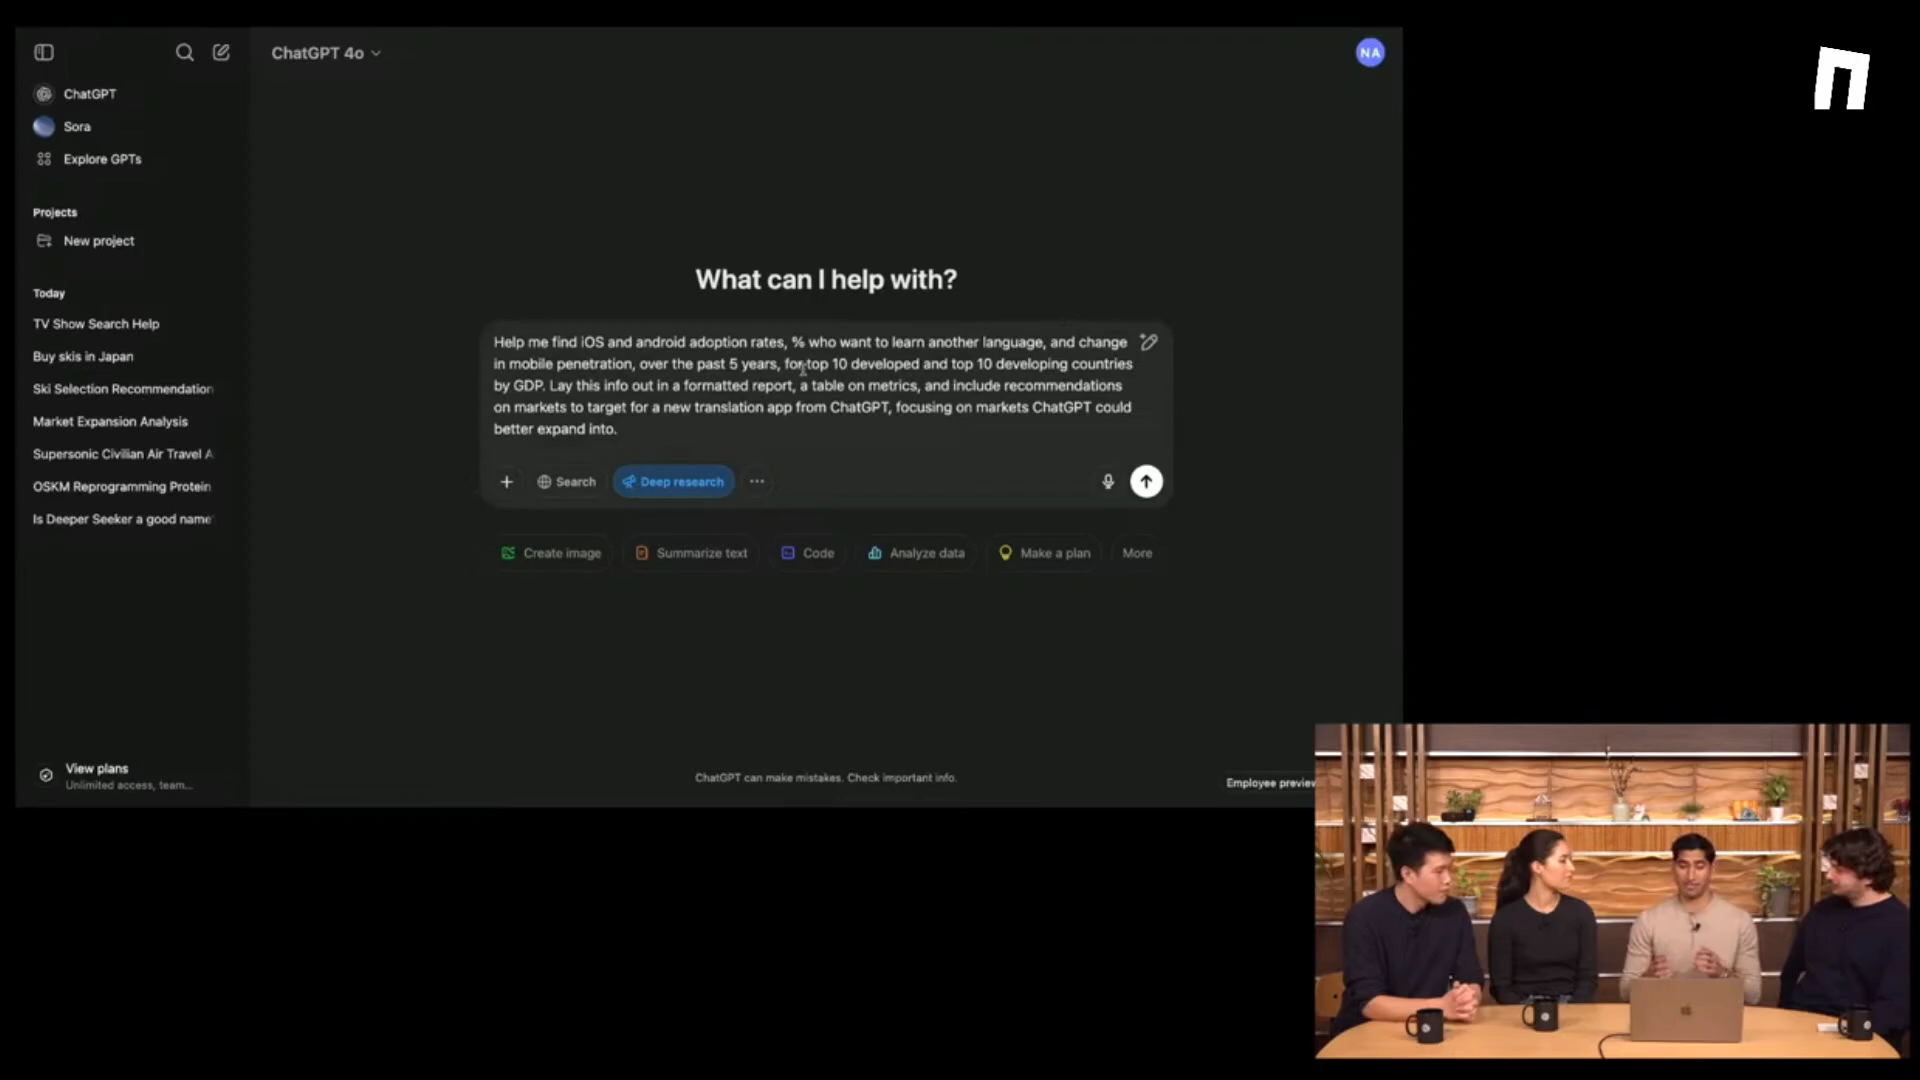 ChatGPT 4o
NA
ChatGPT
Sora
Explore GPTs
Projects
New project
Today
TV Show Search Help
Buy skis in Japan
Ski Selection Recommendation
Market Expansion Analysis
Supersonic Civilian Air Travel A
OSKM Reprogramming Protein
Is Deeper Seeker a good name
View plans
Unlimited access, team...
What can I help with?
Help me find iOS and android adoption rates, % who want to learn another language, and change
in mobile penetration, over the past 5 years, for top 10 developed and top 10 developing countries
by GDP. Lay this info out in a formatted report, a table on metrics, and include recommendations
on markets to target for a new translation app from ChatGPT, focusing on markets ChatGPT could
better expand into.
Search
Deep research
Create image
Summarize text
Code
Analyze data
Make a plan
More
ChatGPT can make mistakes. Check important info.
Employee preview